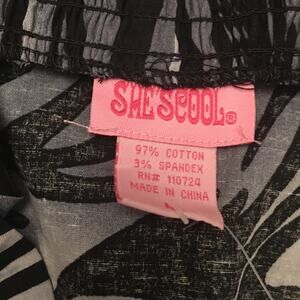 SHE'SCOOL®
97% COTTON
3% SPANDEX
RN# 110724
MADE IN CHINA